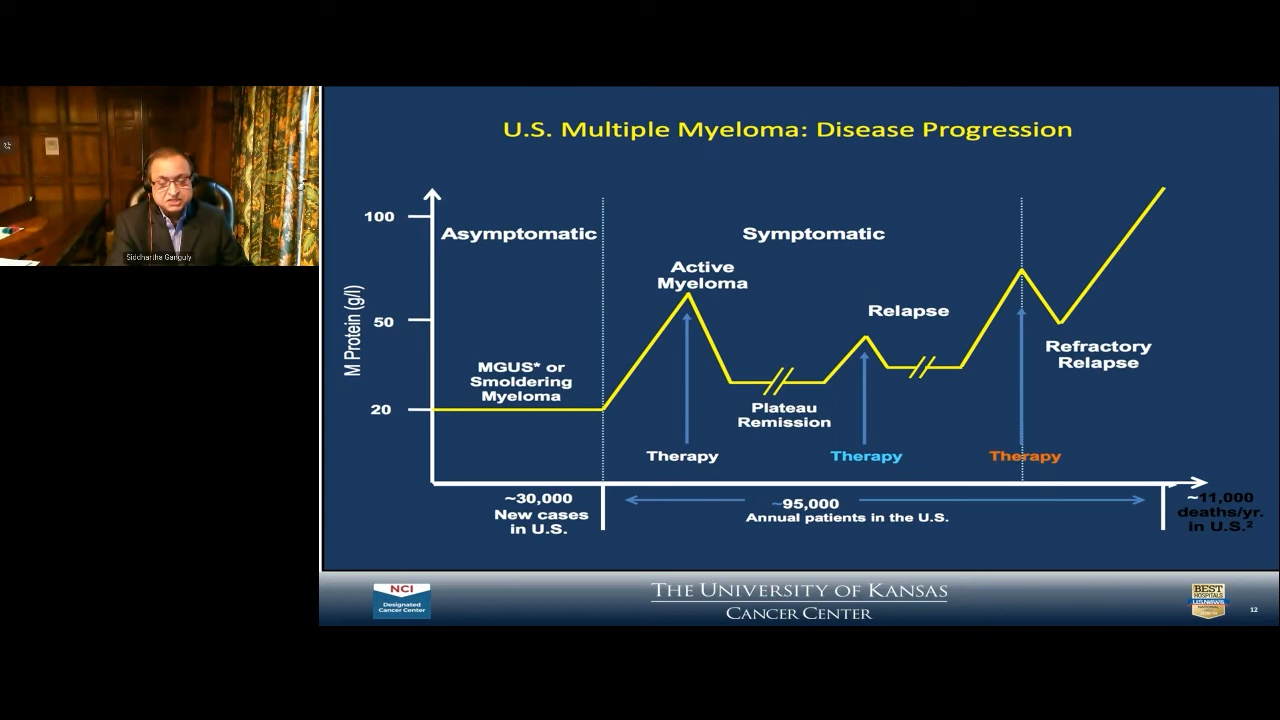 Siddhartha Ganguly
U.S. Multiple Myeloma: Disease Progression
M Protein (g/l)
100
50
20
Asymptomatic
Symptomatic
Active
Myeloma
Relapse
Refractory
Relapse
MGUS* or
Smoldering
Myeloma
Plateau
Remission
Therapy
Therapy
Therapy
~30,000
New cases
in U.S.
~95,000
Annual patients in the U.S.
~11,000
deaths/yr.
in U.S.²
NCI
Designated
Cancer Center
THE UNIVERSITY OF KANSAS
CANCER CENTER
BEST
HOSPITALS
U.S.NEWS
NATIONAL
12